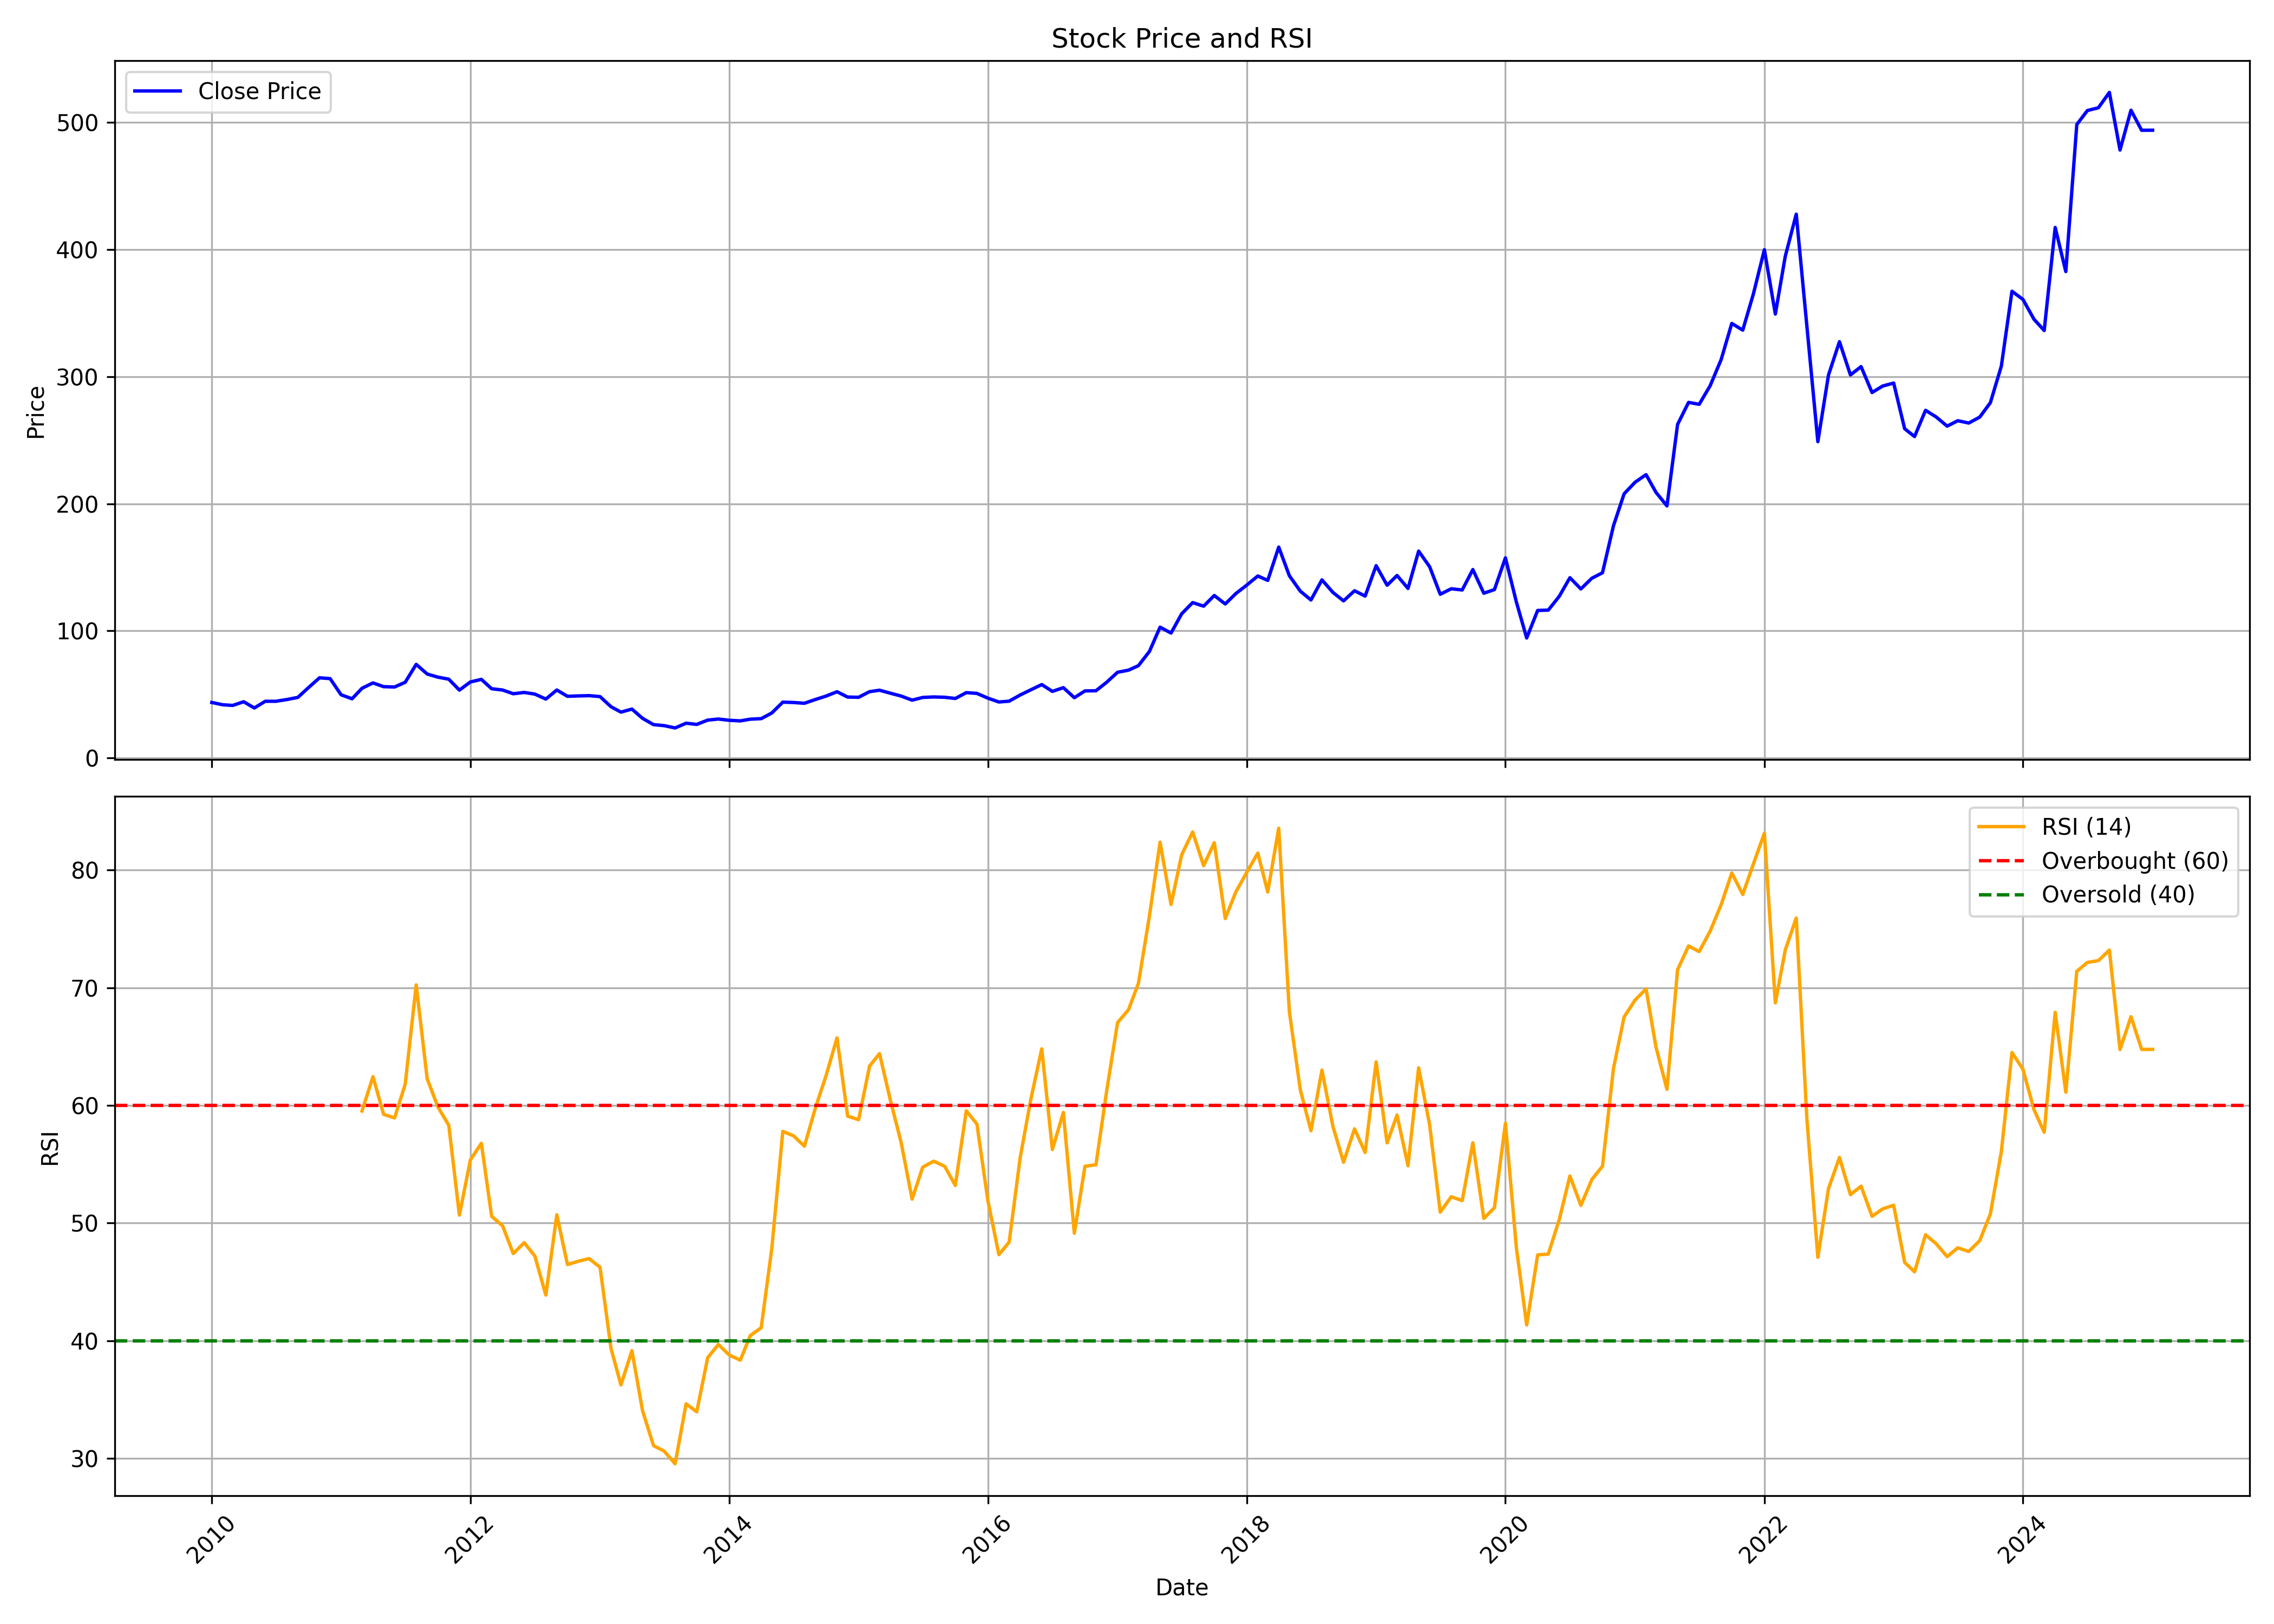 Stock Price and RSI
Close Price
500
400
300
200
100
0
Price
RSI (14)
Overbought (60)
Oversold (40)
80
70
60
50
40
30
RSI
2010
2012
2014
2016
2018
2020
2022
2024
Date